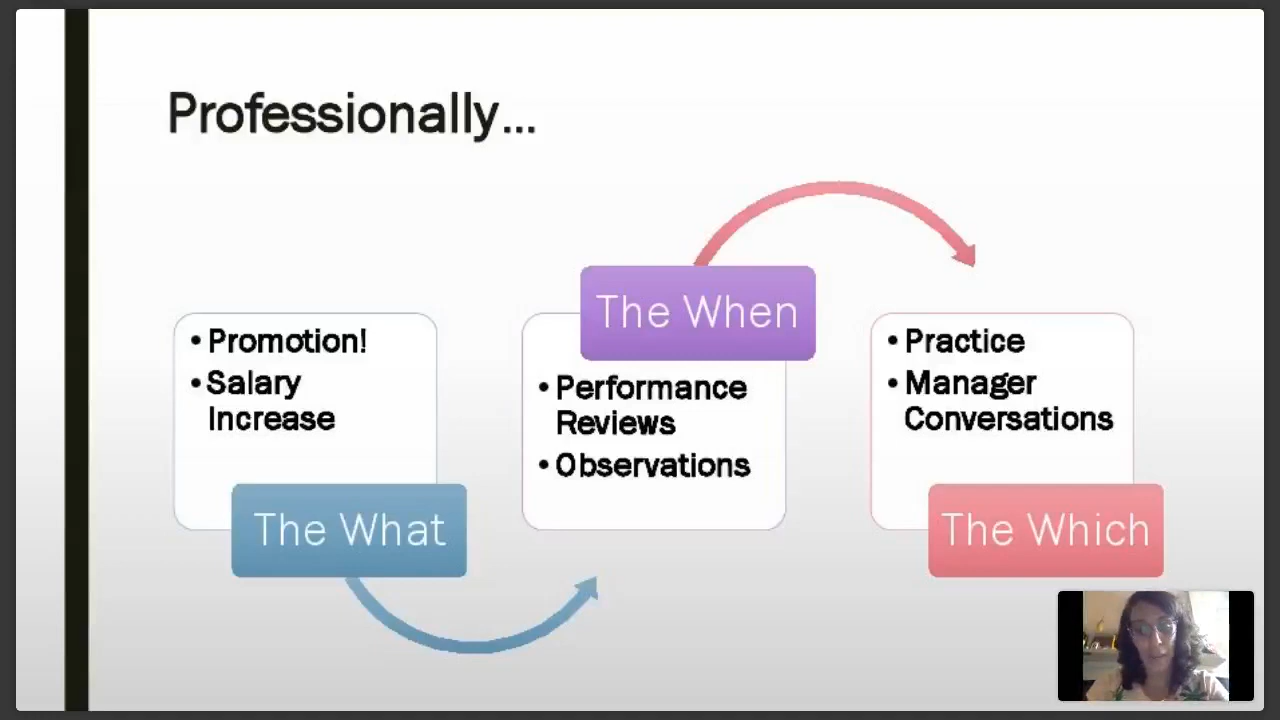 Professionally...
• Promotion!
• Salary
Increase
The What
The When
• Performance
Reviews
• Observations
• Practice
• Manager
Conversations
The Which